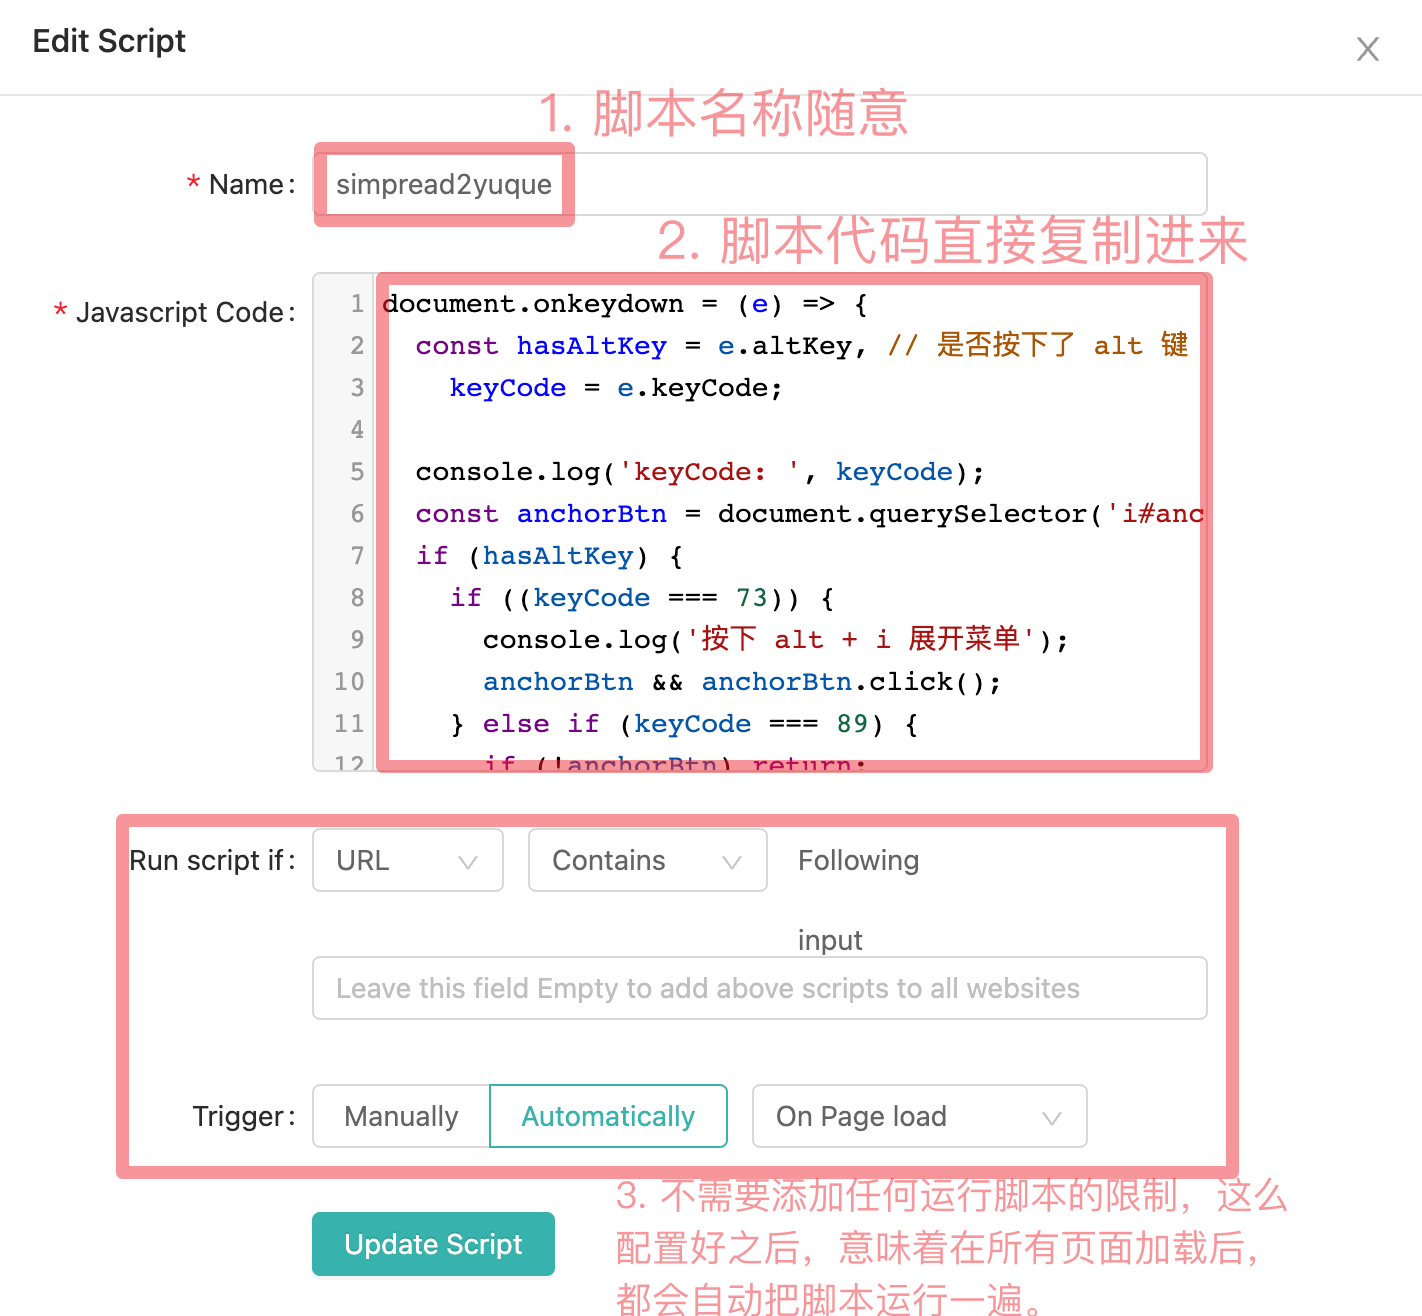 Edit Script
1. 脚本名称随意
* Name:
simpread2yuque
2. 脚本代码直接复制进来
* Javascript Code:
1 document.onkeydown = (e) => {
2 const hasAltKey = e.altKey, // 是否按下了 alt 键
3 keyCode = e.keyCode;
4
5 console.log('keyCode: ', keyCode);
6 const anchorBtn = document.querySelector('i#anc
7 if (hasAltKey) {
8 if ((keyCode === 73)) {
9 console.log('按下 alt + i 展开菜单');
10 anchorBtn && anchorBtn.click();
11 } else if (keyCode === 89) {
12 if (!anchorBtn) return;
Run script if: URL Contains Following
input
Leave this field Empty to add above scripts to all websites
Trigger: Manually Automatically On Page load
3. 不需要添加任何运行脚本的限制，这么
配置好之后，意味着在所有页面加载后，
都会自动把脚本运行一遍。
Update Script